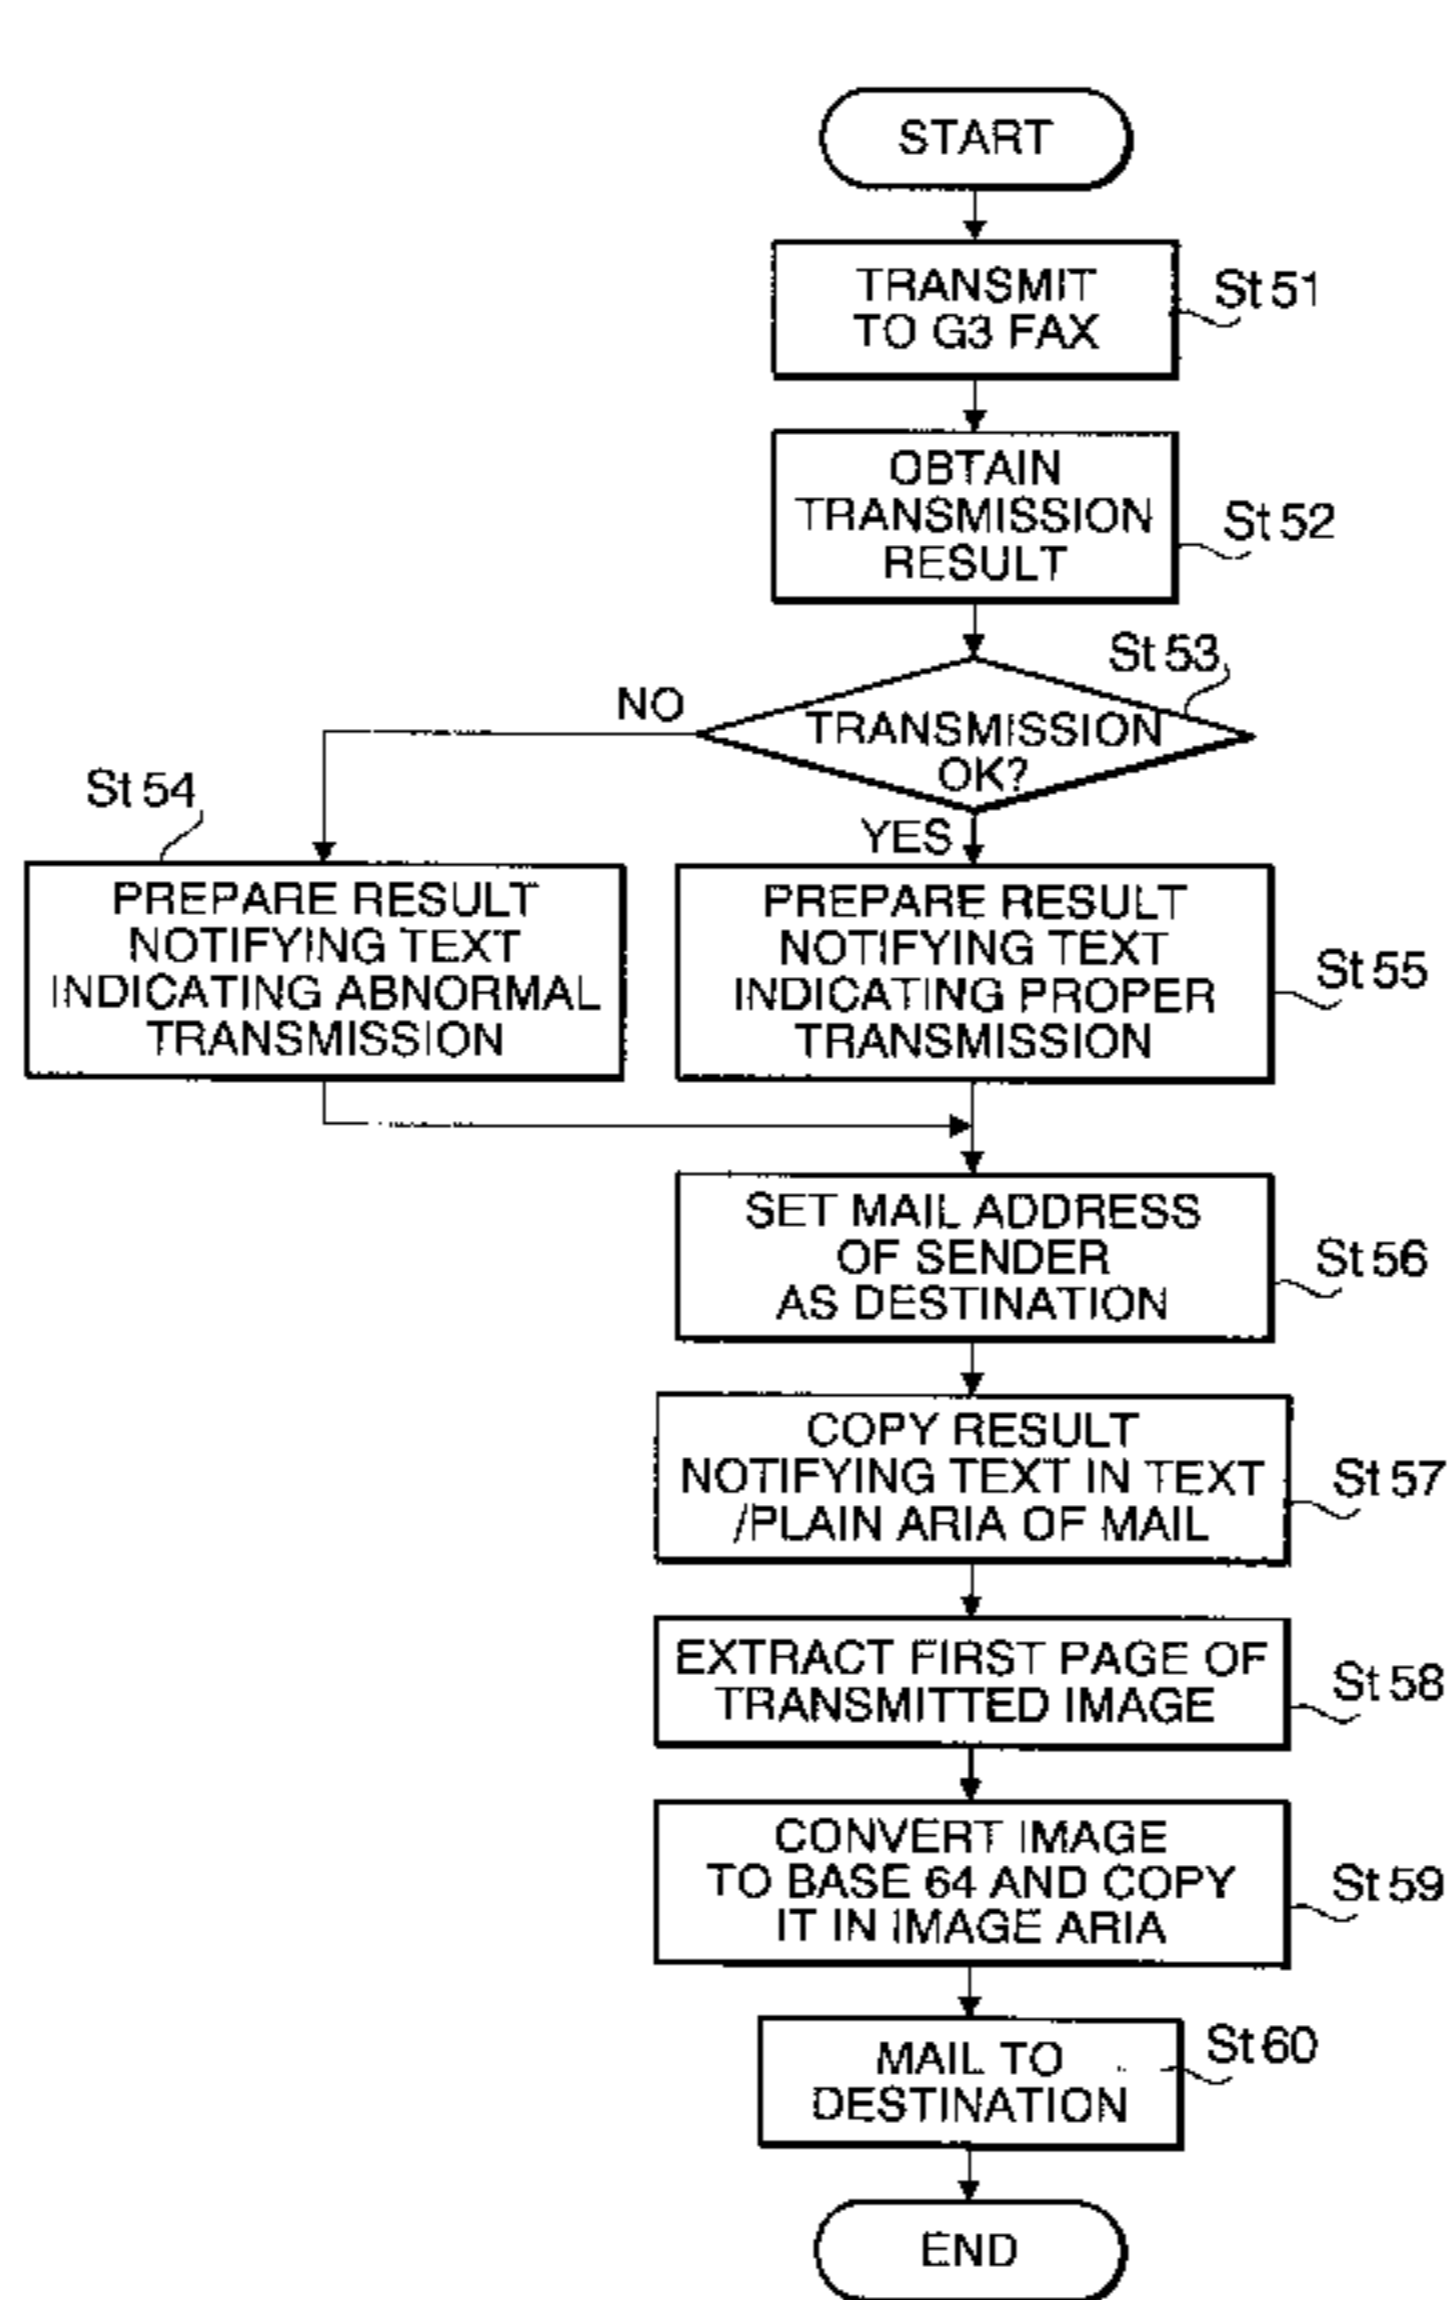 START
TRANSMIT
TO G3 FAX
St 51
OBTAIN
TRANSMISSION
RESULT
St 52
St 53
TRANSMISSION
OK?
NO
YES
St 54
PREPARE RESULT
NOTIFYING TEXT
INDICATING ABNORMAL
TRANSMISSION
PREPARE RESULT
NOTIFYING TEXT
INDICATING PROPER
TRANSMISSION
St 55
SET MAIL ADDRESS
OF SENDER
AS DESTINATION
St 56
COPY RESULT
NOTIFYING TEXT IN TEXT
/PLAIN ARIA OF MAIL
St 57
EXTRACT FIRST PAGE OF
TRANSMITTED IMAGE
St 58
CONVERT IMAGE
TO BASE 64 AND COPY
IT IN IMAGE ARIA
St 59
MAIL TO
DESTINATION
St 60
END